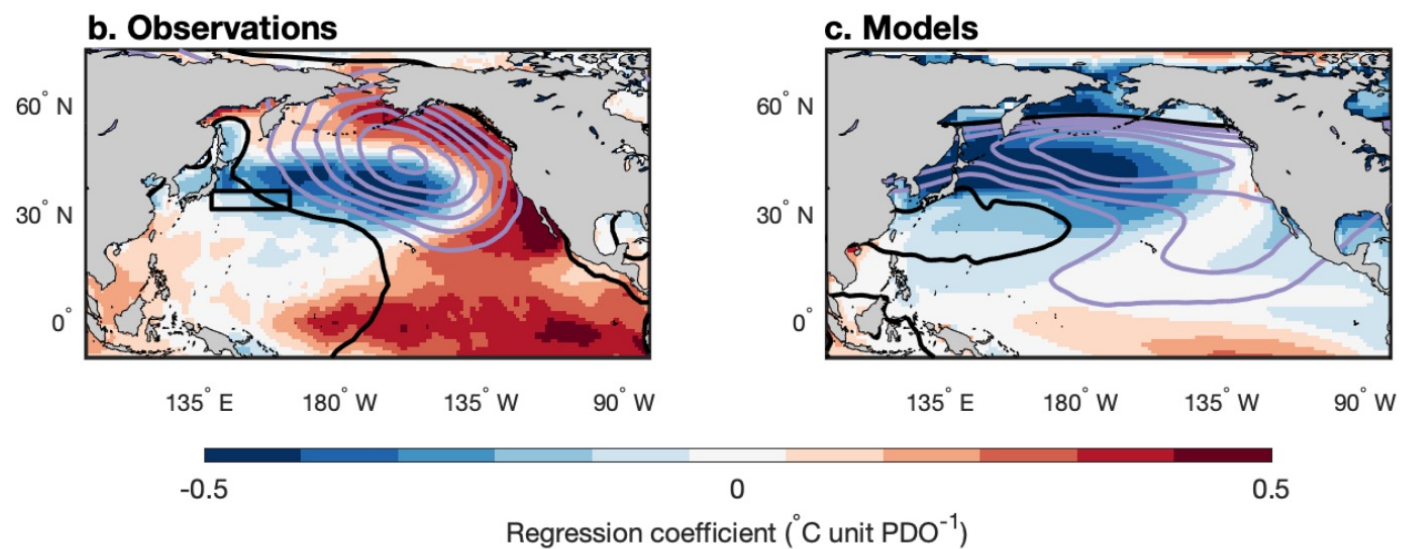 b. Observations
c. Models
60° N
30° N
0°
135° E
180° W
135° W
90° W
60° N
30° N
0°
135° E
180° W
135° W
90° W
-0.5
0
0.5
Regression coefficient (°C unit PDO⁻¹)